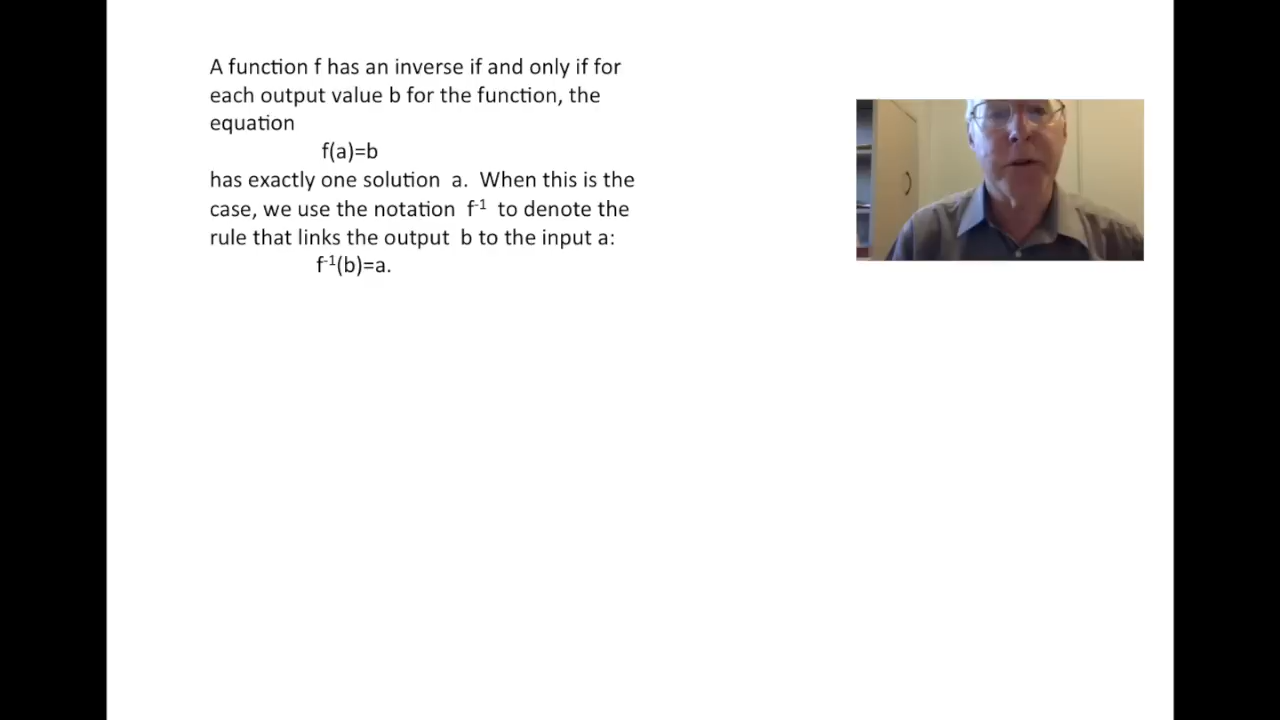 A function f has an inverse if and only if for
each output value b for the function, the
equation
f(a)=b
has exactly one solution a. When this is the
case, we use the notation f⁻¹ to denote the
rule that links the output b to the input a:
f⁻¹(b)=a.